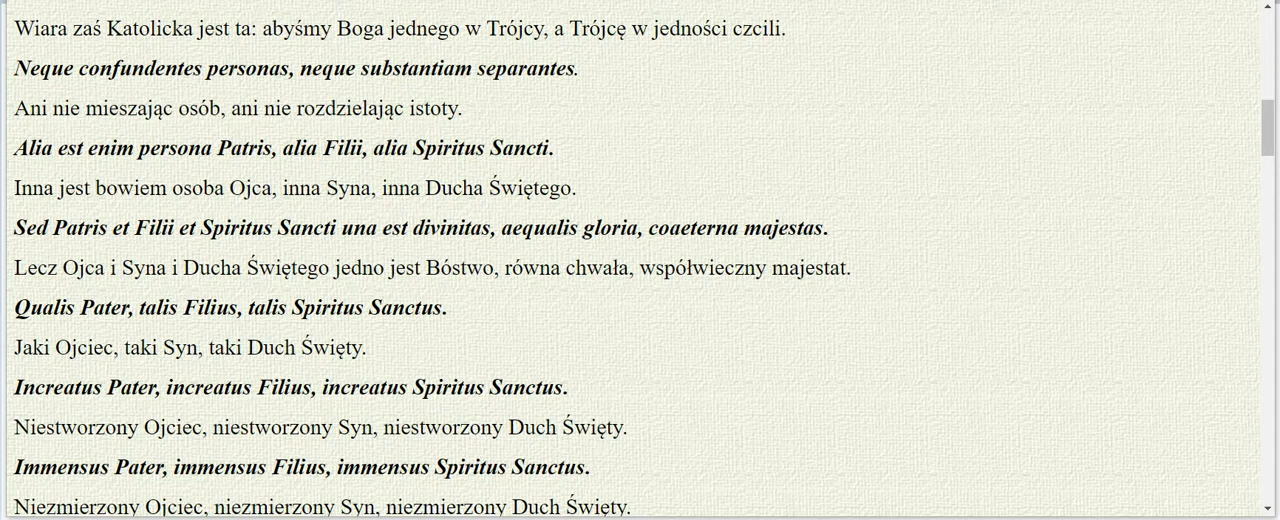 Wiara zaś Katolicka jest ta: abyśmy Boga jednego w Trójcy, a Trójcę w jedności czcili.
Neque confundentes personas, neque substantiam separantes.
Ani nie mieszając osób, ani nie rozdzielając istoty.
Alia est enim persona Patris, alia Filii, alia Spiritus Sancti.
Inna jest bowiem osoba Ojca, inna Syna, inna Ducha Świętego.
Sed Patris et Filii et Spiritus Sancti una est divinitas, aequalis gloria, coaeterna majestas.
Lecz Ojca i Syna i Ducha Świętego jedno jest Bóstwo, równa chwała, współwieczny majestat.
Qualis Pater, talis Filius, talis Spiritus Sanctus.
Jaki Ojciec, taki Syn, taki Duch Święty.
Increatus Pater, increatus Filius, increatus Spiritus Sanctus.
Niestworzony Ojciec, niestworzony Syn, niestworzony Duch Święty.
Immensus Pater, immensus Filius, immensus Spiritus Sanctus.
Niezmierzony Ojciec, niezmierzony Syn, niezmierzony Duch Święty.